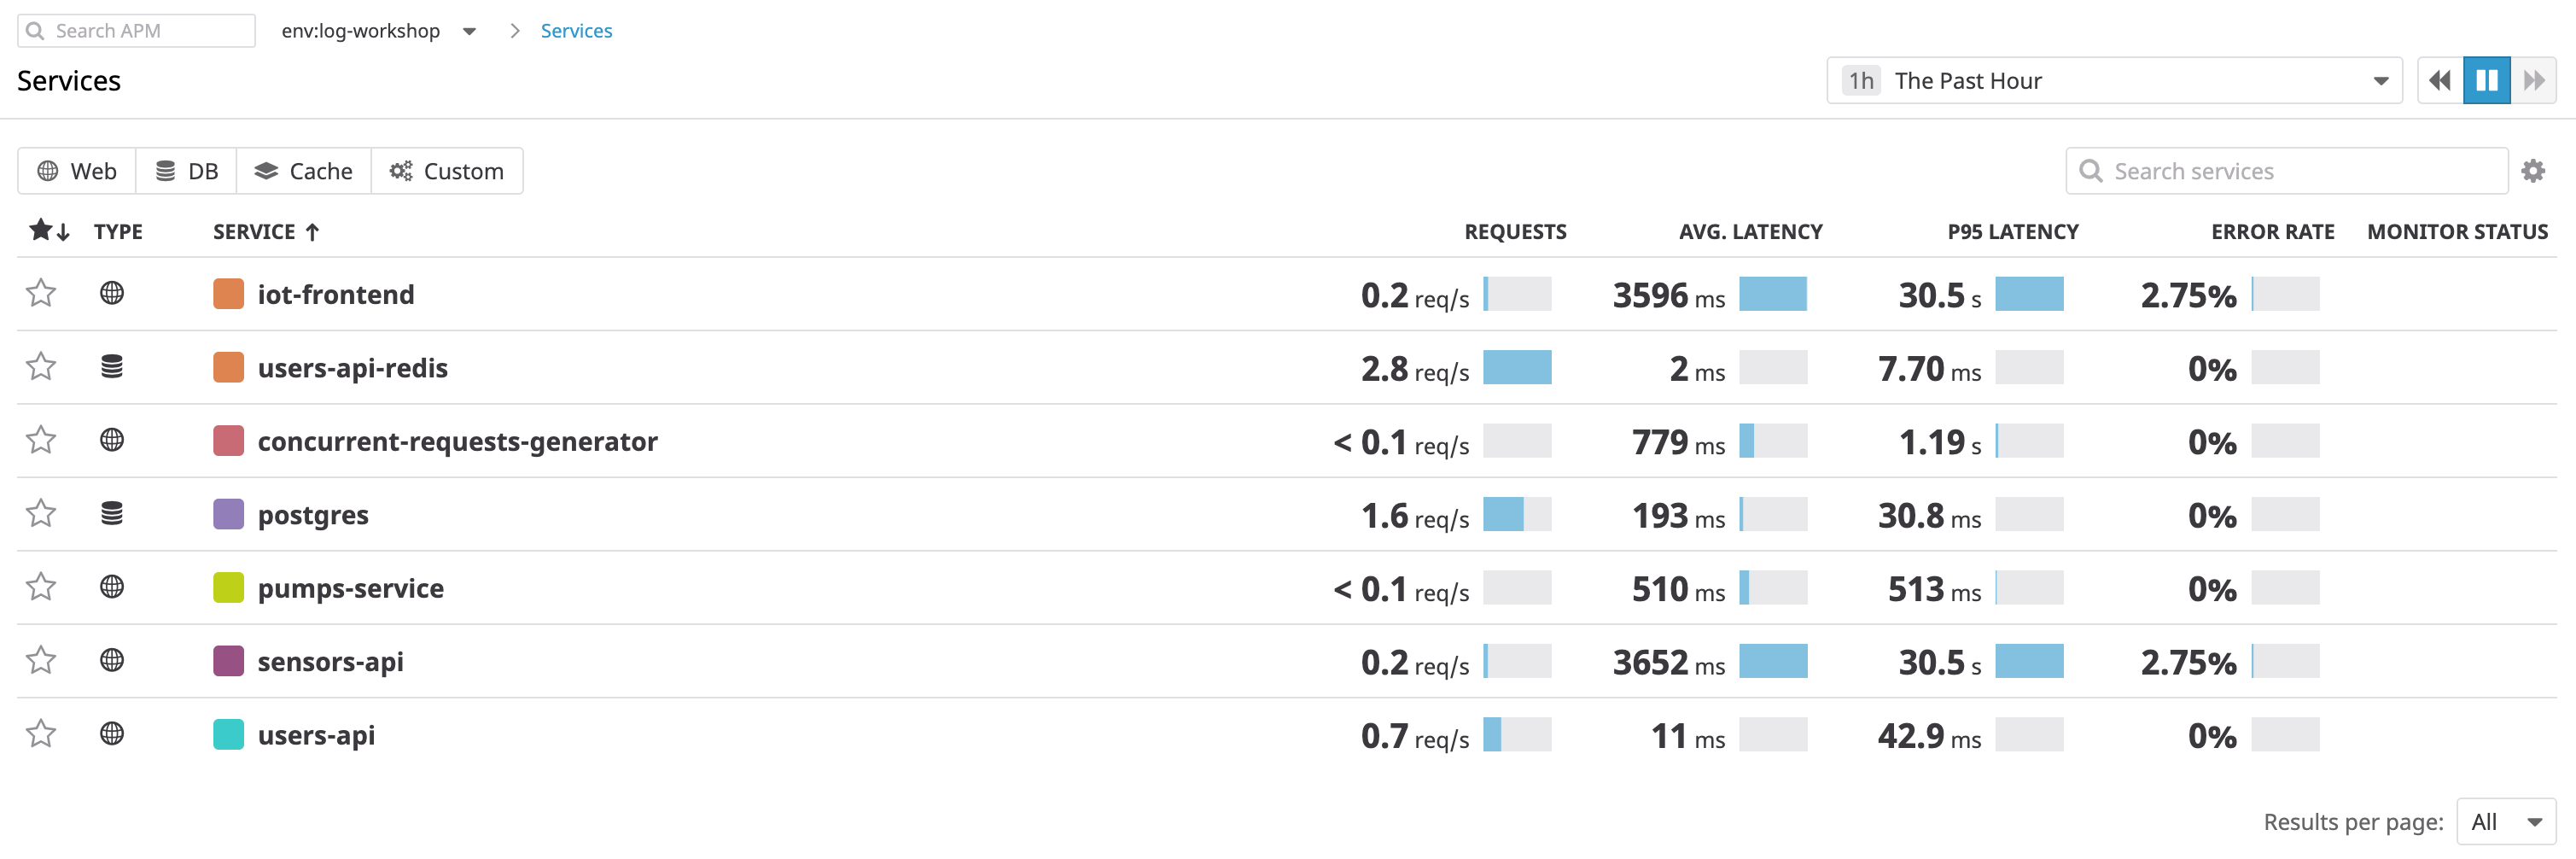 Search APM env:log-workshop Services
Services 1h The Past Hour
Web DB Cache Custom Search services
TYPE SERVICE REQUESTS AVG. LATENCY P95 LATENCY ERROR RATE MONITOR STATUS
iot-frontend 0.2 req/s 3596 ms 30.5 s 2.75%
users-api-redis 2.8 req/s 2 ms 7.70 ms 0%
concurrent-requests-generator < 0.1 req/s 779 ms 1.19 s 0%
postgres 1.6 req/s 193 ms 30.8 ms 0%
pumps-service < 0.1 req/s 510 ms 513 ms 0%
sensors-api 0.2 req/s 3652 ms 30.5 s 2.75%
users-api 0.7 req/s 11 ms 42.9 ms 0%
Results per page: All